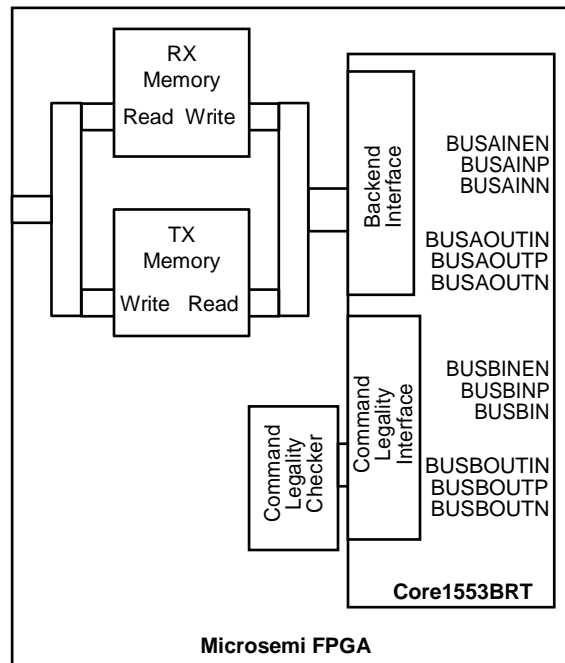 RX
Memory
Read Write
TX
Memory
Write Read
Backend
Interface
BUSAINEN
BUSAINP
BUSAINN
BUSAOUTIN
BUSAOUTP
BUSAOUTN
Command
Legality
Checker
Command
Legality
Interface
BUSBINEN
BUSBINP
BUSBIN
BUSBOUTIN
BUSBOUTP
BUSBOUTN
Core1553BRT
Microsemi FPGA